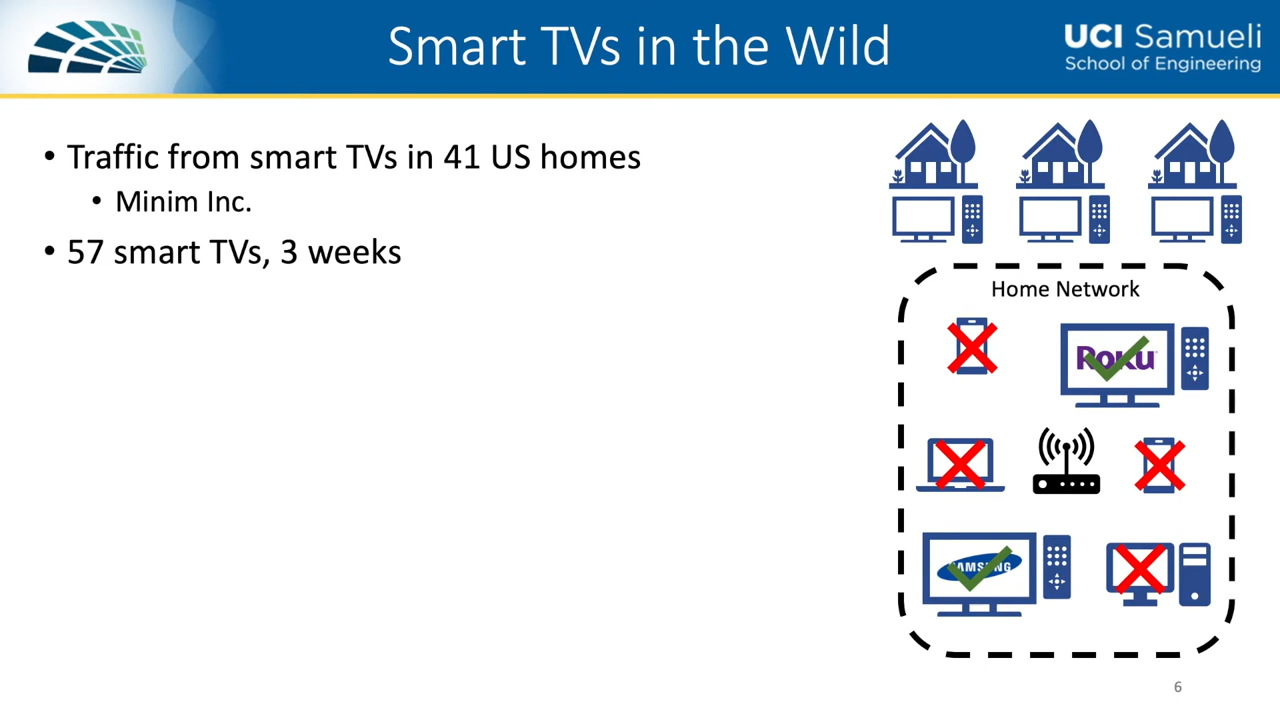 Smart TVs in the Wild
UCI Samueli
School of Engineering
• Traffic from smart TVs in 41 US homes
• Minim Inc.
• 57 smart TVs, 3 weeks
Home Network
ROKU
SAMSUNG
6